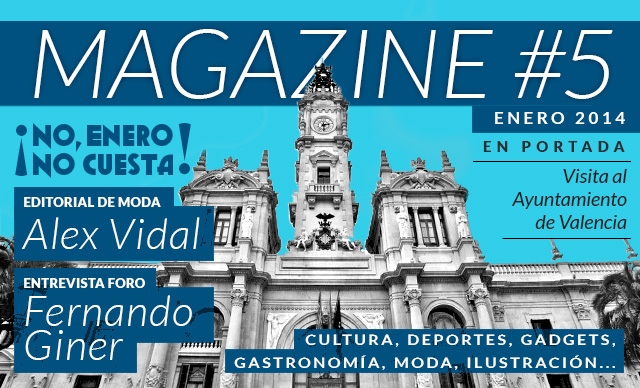 MAGAZINE #5
ENERO 2014
EN PORTADA
Visita al
Ayuntamiento
de Valencia
¡NO, ENERO
NO CUESTA!
EDITORIAL DE MODA
Alex Vidal
ENTREVISTA FORO
Fernando
Giner
CULTURA, DEPORTES, GADGETS,
GASTRONOMÍA, MODA, ILUSTRACIÓN...